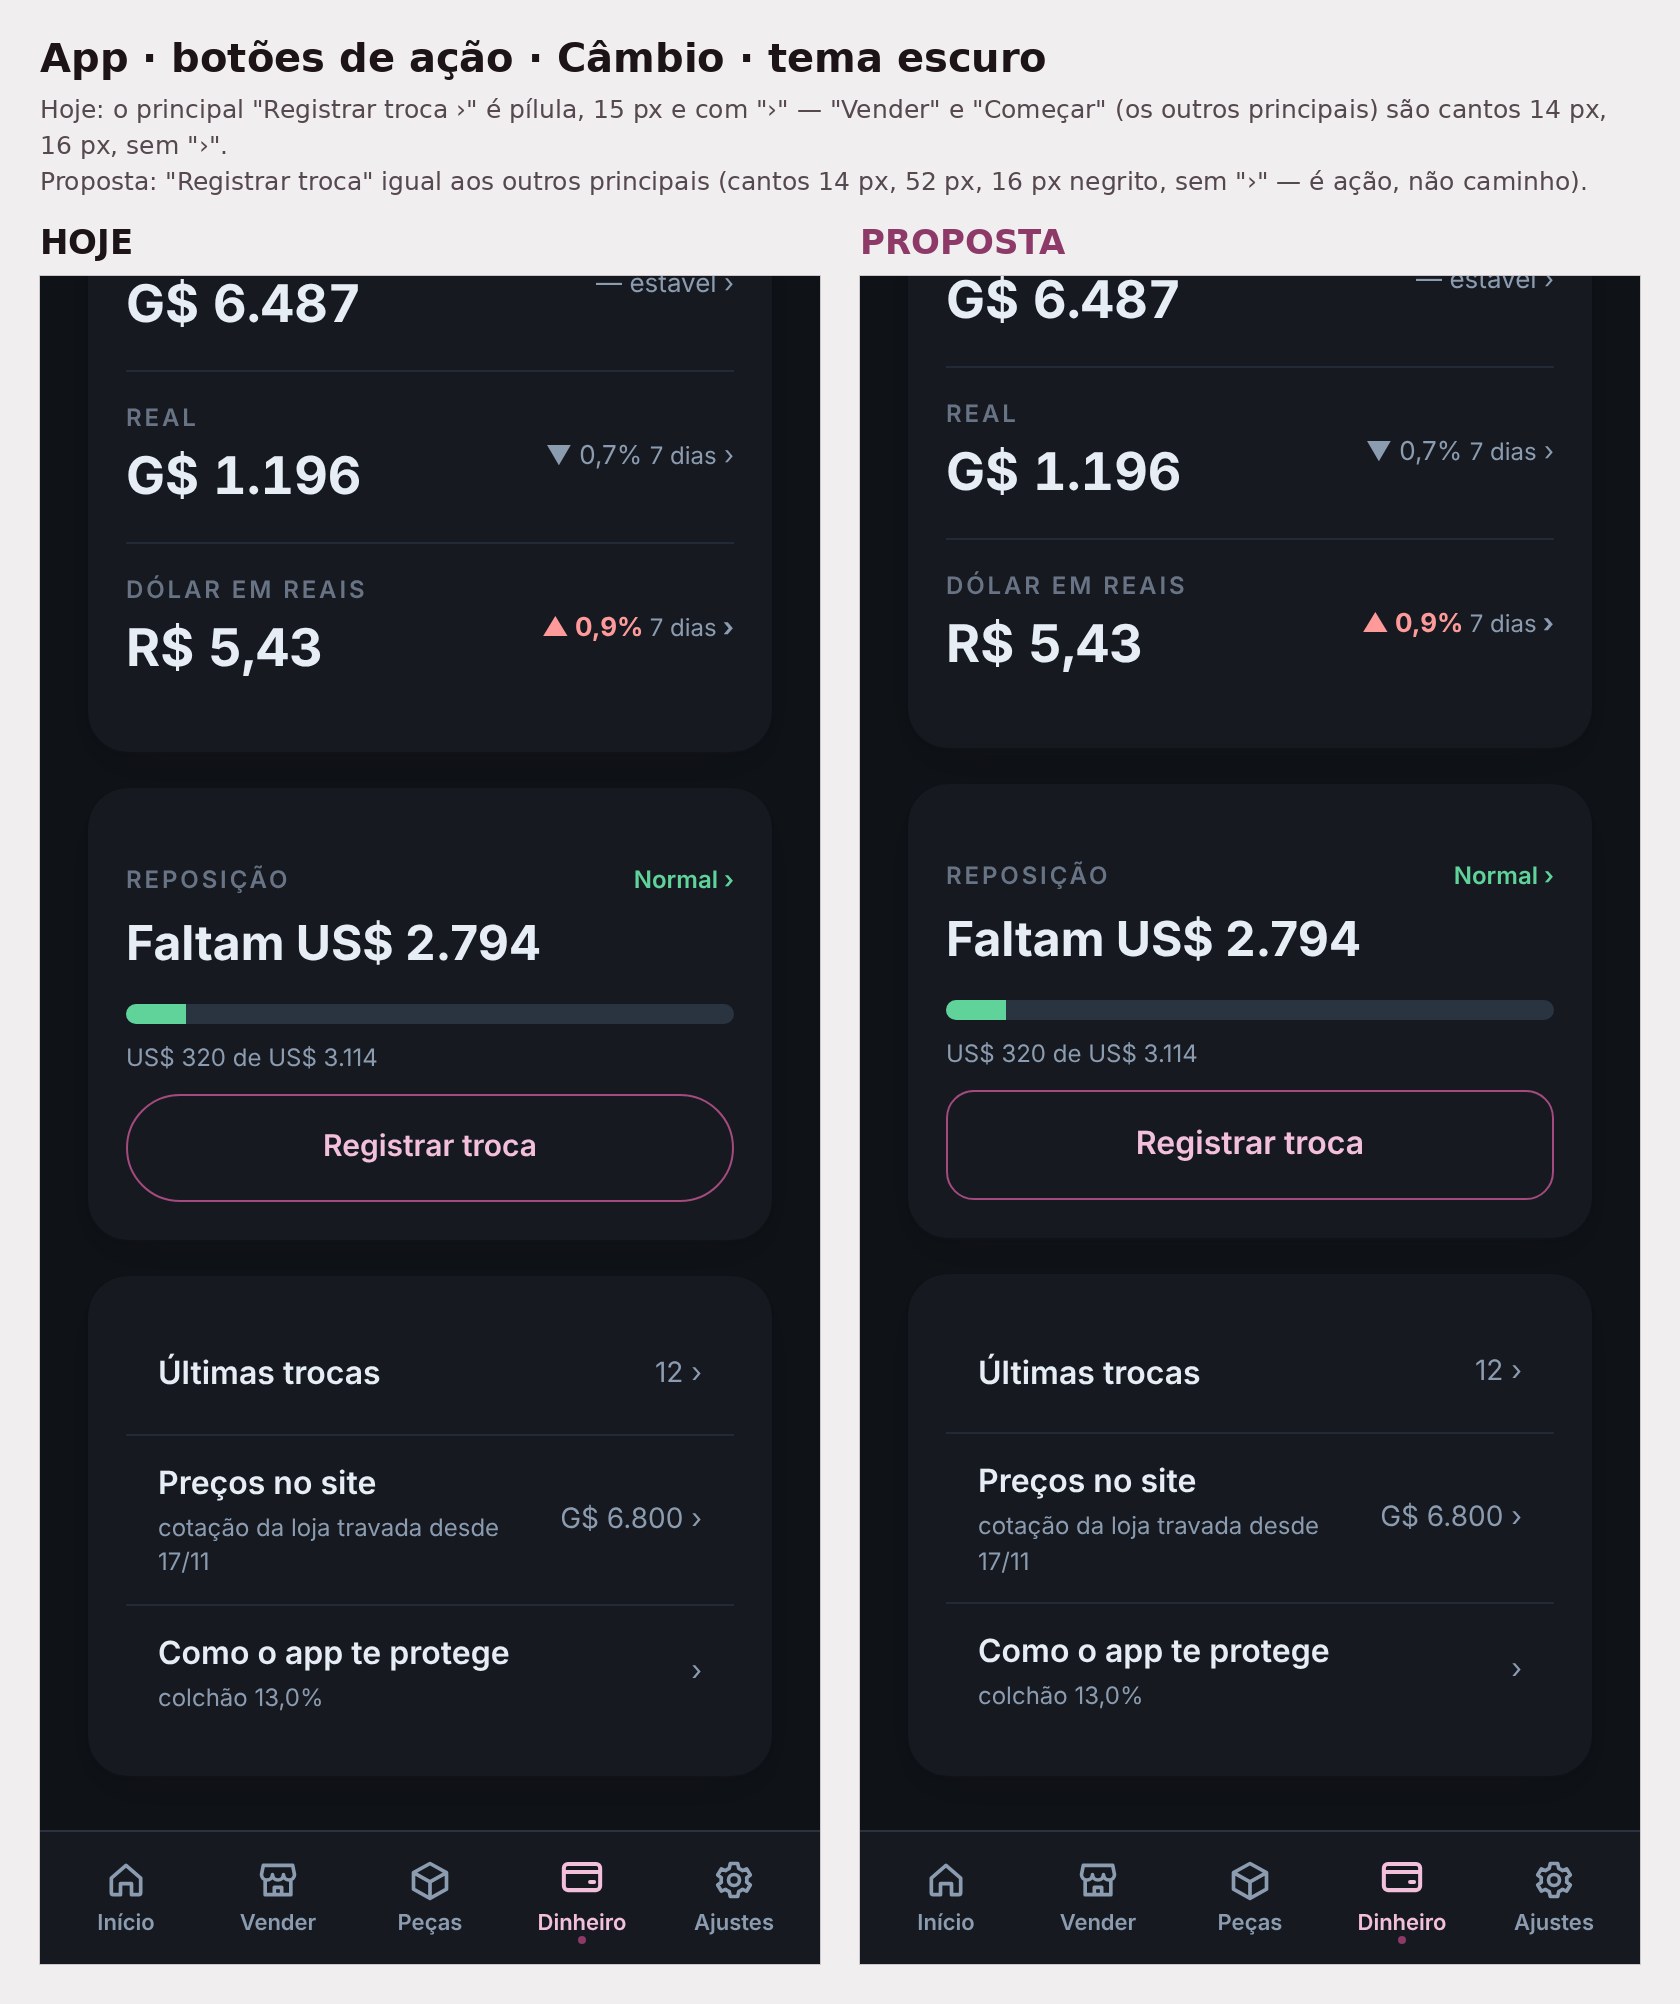 App · botões de ação · Câmbio · tema escuro
Hoje: o principal "Registrar troca ›" é pílula, 15 px e com "›" — "Vender" e "Começar" (os outros principais) são cantos 14 px,
16 px, sem "›".
Proposta: "Registrar troca" igual aos outros principais (cantos 14 px, 52 px, 16 px negrito, sem "›" — é ação, não caminho).
HOJE
— estável ›
G$ 6.487
REAL
G$ 1.196
▼ 0,7% 7 dias ›
DÓLAR EM REAIS
R$ 5,43
▲ 0,9% 7 dias ›
REPOSIÇÃO
Normal ›
Faltam US$ 2.794
US$ 320 de US$ 3.114
Registrar troca
Últimas trocas
12 ›
Preços no site
cotação da loja travada desde
17/11
G$ 6.800 ›
Como o app te protege
colchão 13,0%
›
Início
Vender
Peças
Dinheiro
Ajustes
PROPOSTA
— estável ›
G$ 6.487
REAL
G$ 1.196
▼ 0,7% 7 dias ›
DÓLAR EM REAIS
R$ 5,43
▲ 0,9% 7 dias ›
REPOSIÇÃO
Normal ›
Faltam US$ 2.794
US$ 320 de US$ 3.114
Registrar troca
Últimas trocas
12 ›
Preços no site
cotação da loja travada desde
17/11
G$ 6.800 ›
Como o app te protege
colchão 13,0%
›
Início
Vender
Peças
Dinheiro
Ajustes